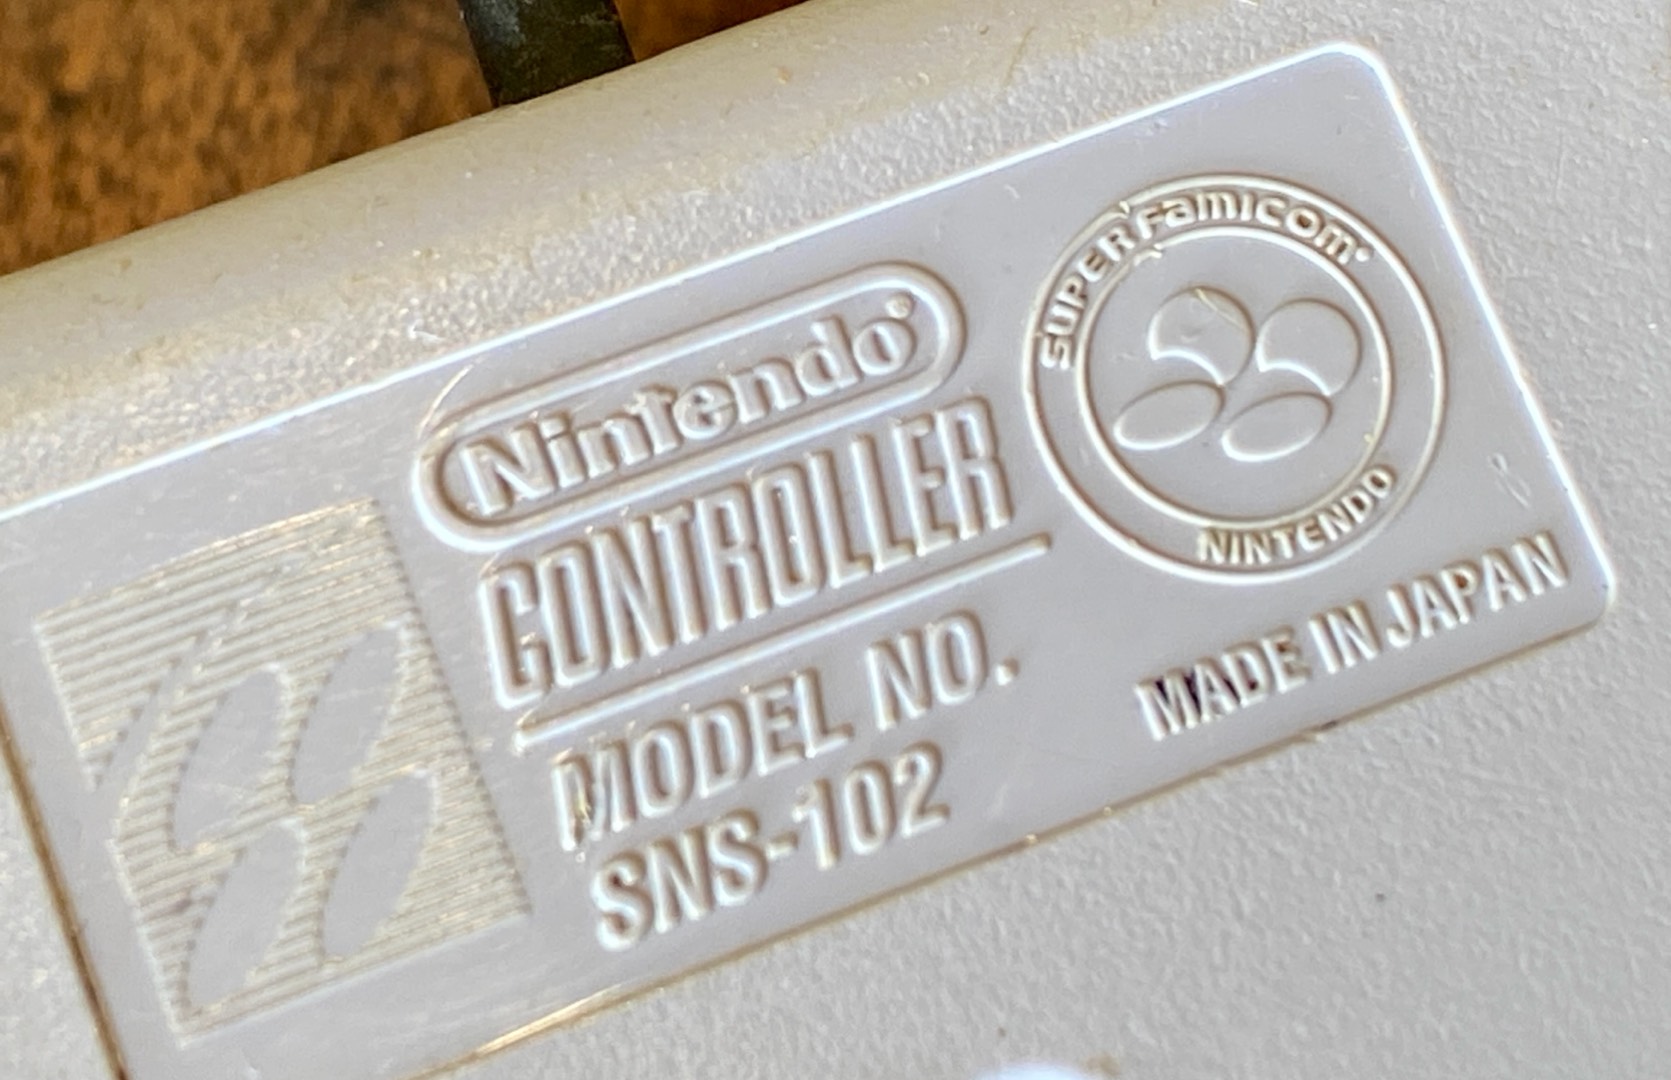 Nintendo®
CONTROLLER
MODEL NO.
SNS-102
SUPER FAMICOM®
NINTENDO
MADE IN JAPAN